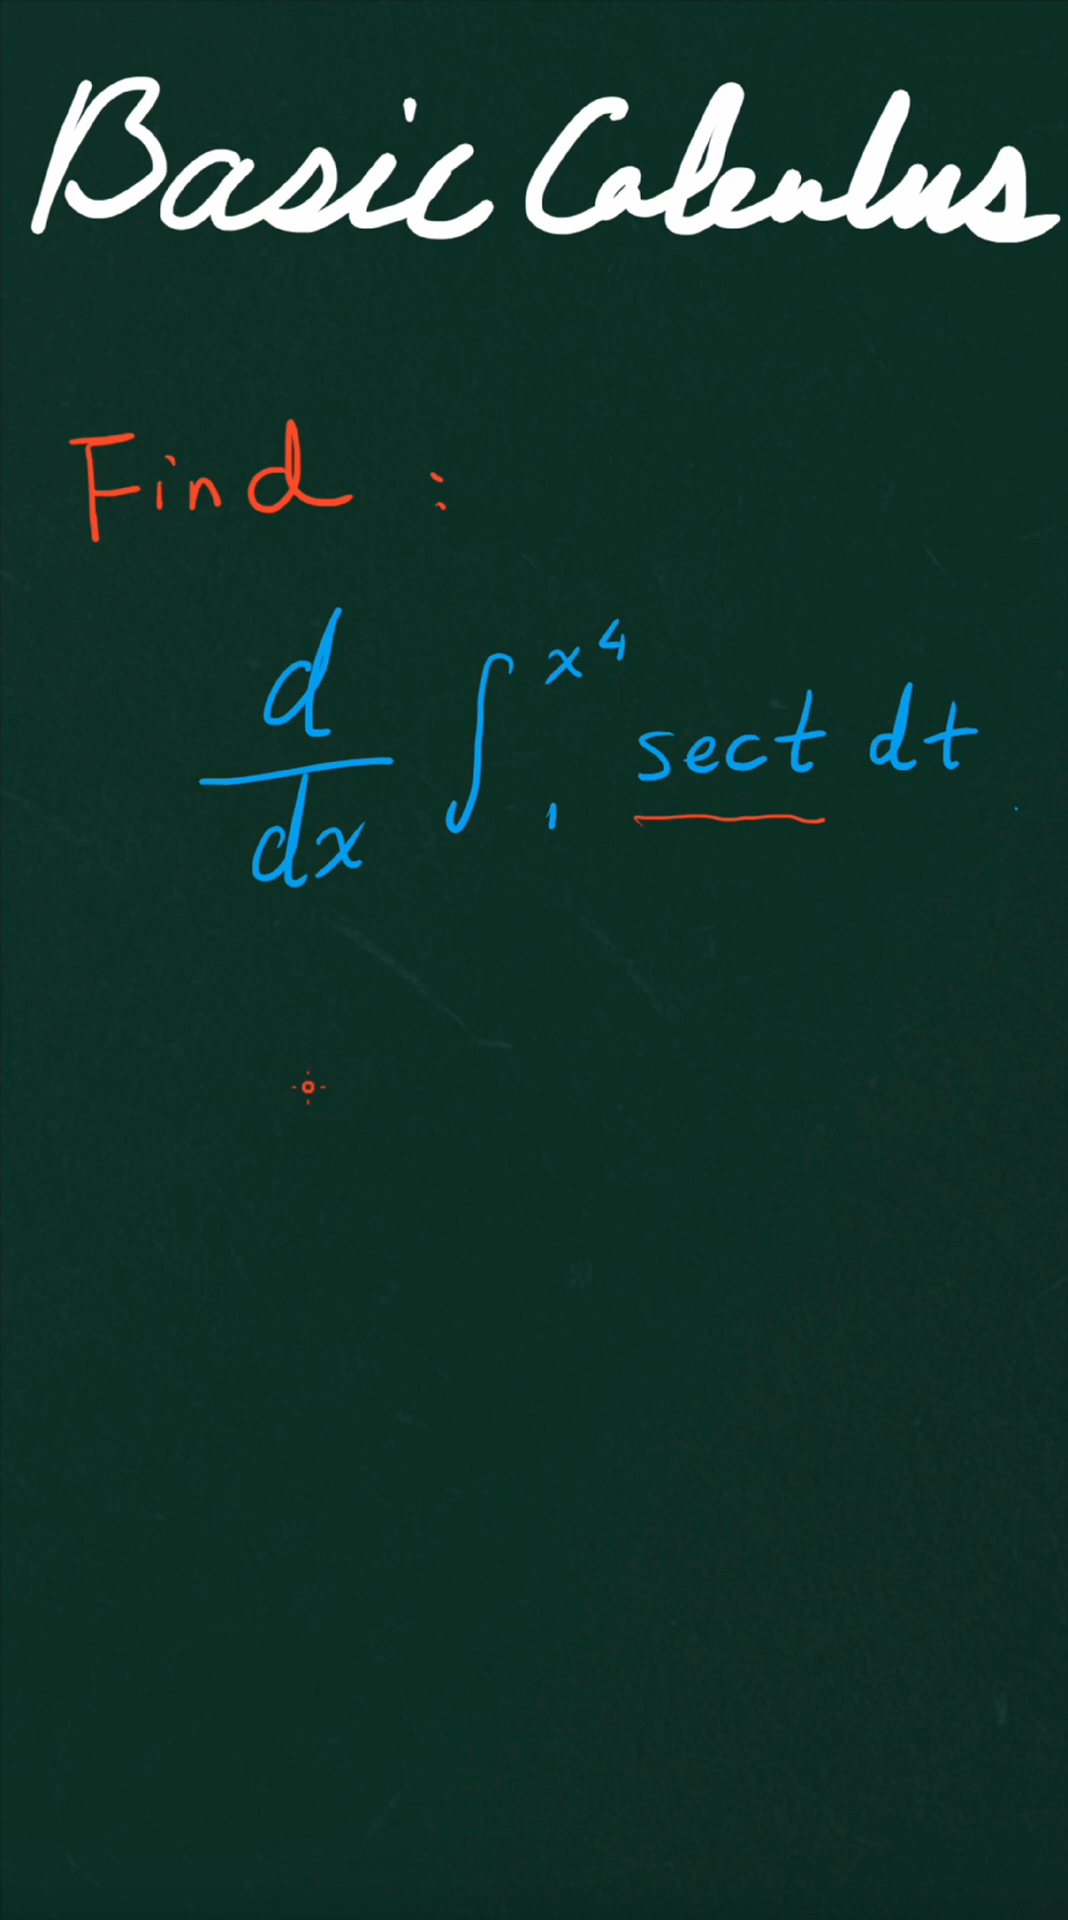 Basic Calculus
Find :
d/dx ∫₁^x⁴ sect dt